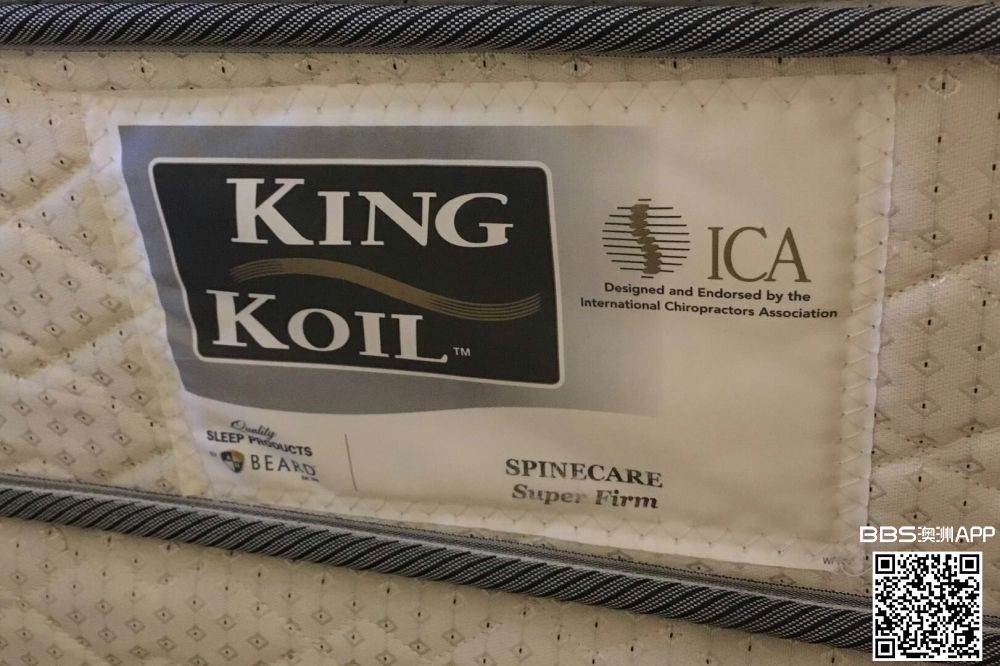 KING
KOIL™
ICA
Designed and Endorsed by the
International Chiropractors Association
Quality
SLEEP PRODUCTS
BEARD
SPINECARE
Super Firm
BBS澳洲APP